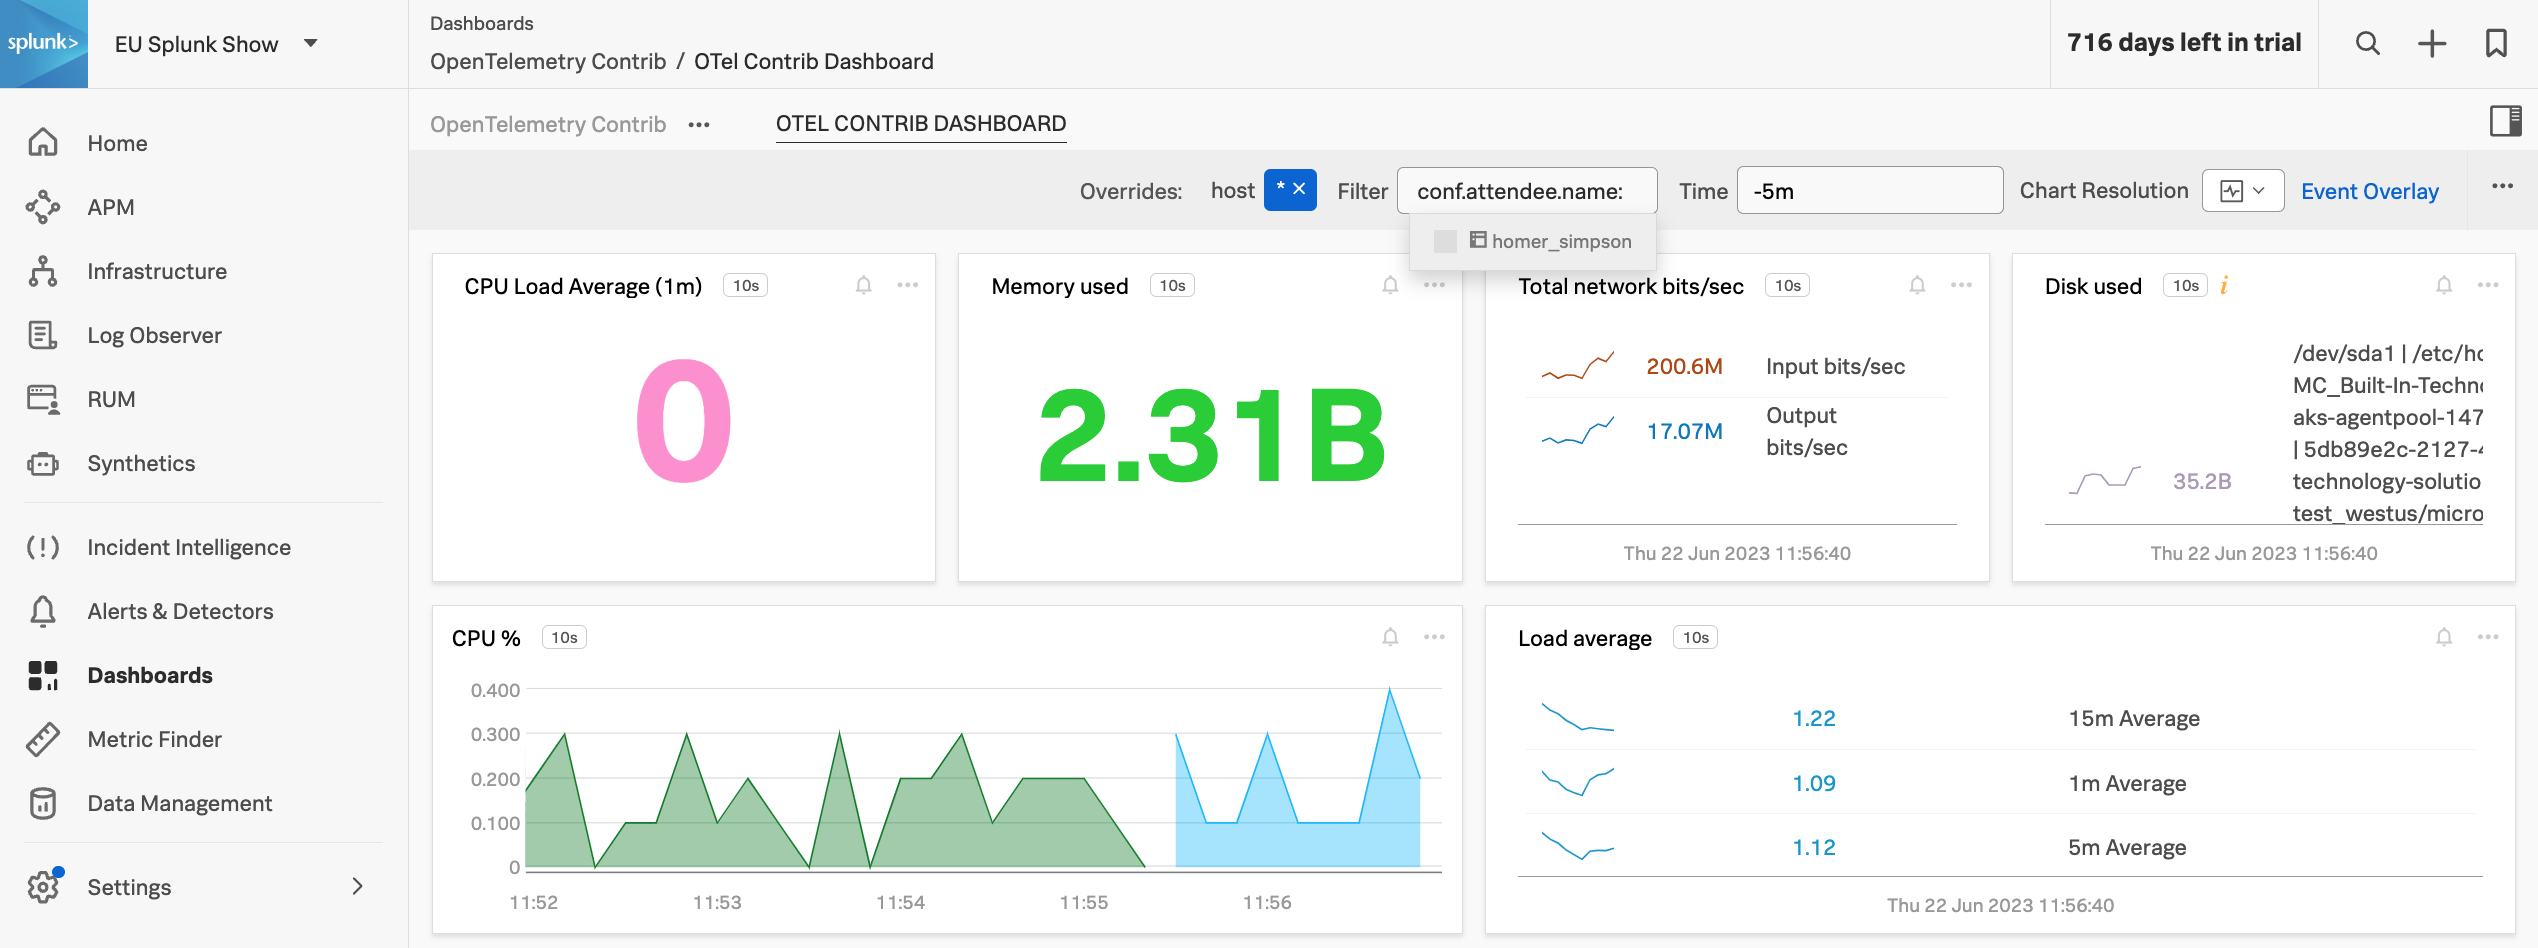 splunk>
EU Splunk Show
Dashboards
OpenTelemetry Contrib / OTel Contrib Dashboard
716 days left in trial
Home
APM
Infrastructure
Log Observer
RUM
Synthetics
Incident Intelligence
Alerts & Detectors
Dashboards
Metric Finder
Data Management
Settings
OpenTelemetry Contrib ···
OTEL CONTRIB DASHBOARD
Overrides: host * × Filter conf.attendee.name: Time -5m Chart Resolution Event Overlay ···
homer_simpson
CPU Load Average (1m) 10s
0
Memory used 10s
2.31B
Total network bits/sec 10s
200.6M Input bits/sec
17.07M Output
bits/sec
Thu 22 Jun 2023 11:56:40
Disk used 10s i
/dev/sda1 | /etc/ho
MC_Built-In-Techn
aks-agentpool-147
| 5db89e2c-2127-4
35.2B technology-solutio
test_westus/micro
Thu 22 Jun 2023 11:56:40
CPU % 10s
0.400
0.300
0.200
0.100
0
11:52 11:53 11:54 11:55 11:56
Load average 10s
1.22 15m Average
1.09 1m Average
1.12 5m Average
Thu 22 Jun 2023 11:56:40